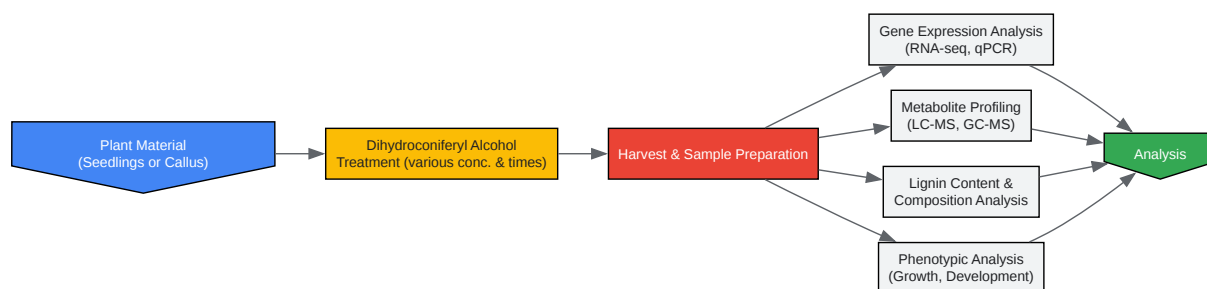 Plant Material
(Seedlings or Callus)
Dihydroconiferyl Alcohol
Treatment (various conc. & times)
Harvest & Sample Preparation
Gene Expression Analysis
(RNA-seq, qPCR)
Metabolite Profiling
(LC-MS, GC-MS)
Lignin Content &
Composition Analysis
Phenotypic Analysis
(Growth, Development)
Analysis